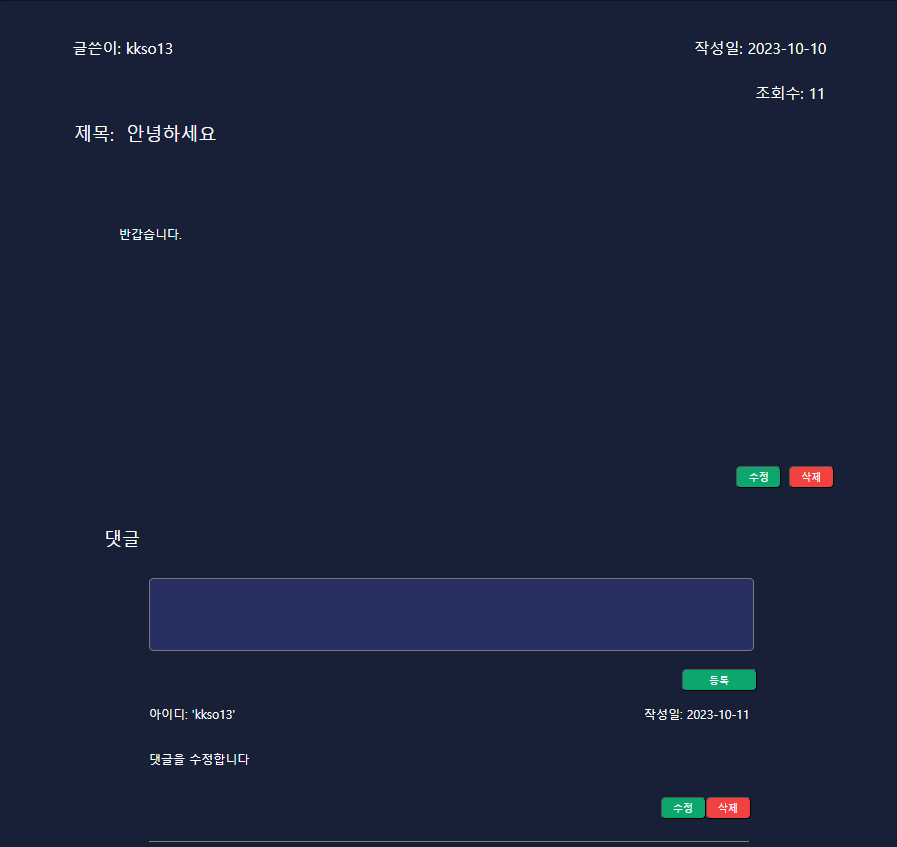 글쓴이: kkso13 작성일: 2023-10-10
조회수: 11
제목: 안녕하세요
반갑습니다.
수정 삭제
댓글
등록
아이디: 'kkso13' 작성일: 2023-10-11
댓글을 수정합니다
수정 삭제